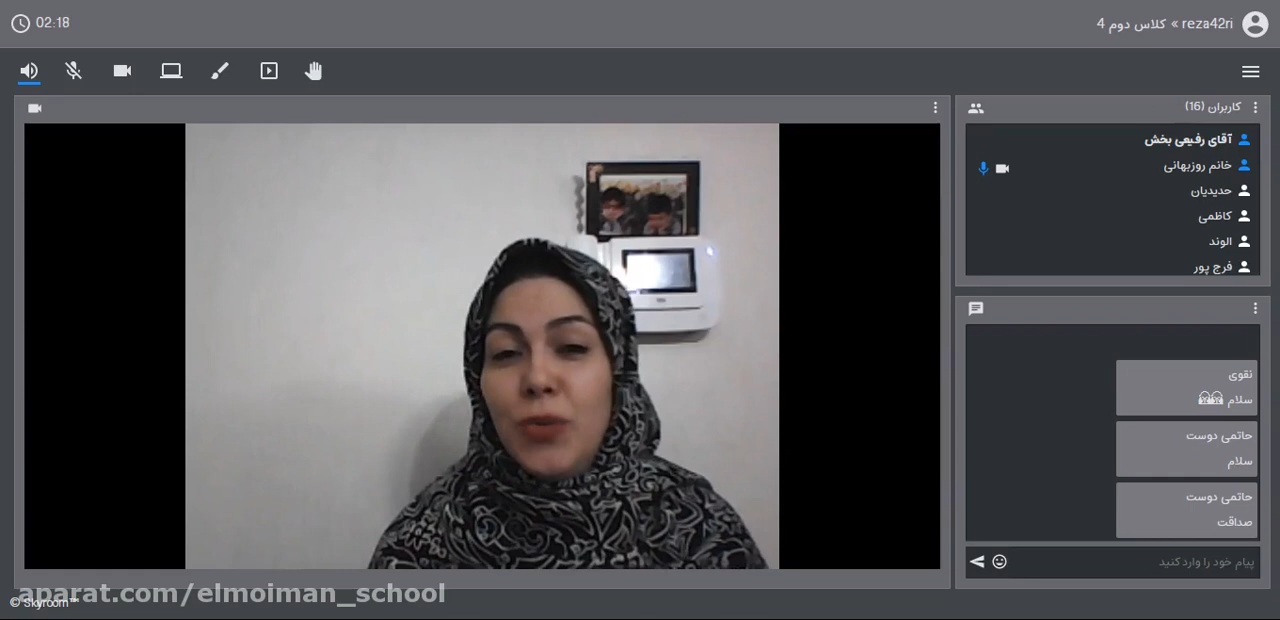 02:18
reza42ri » کلاس دوم 4
کاربران (16)
آقای رفیعی بخش
خانم روزبهانی
حدیدیان
کاظمی
الوند
فرج پور
نقوی
سلام
حاتمی دوست
سلام
حاتمی دوست
صداقت
پیام خود را وارد کنید
aparat.com/elmoiman_school
© Skyroom™